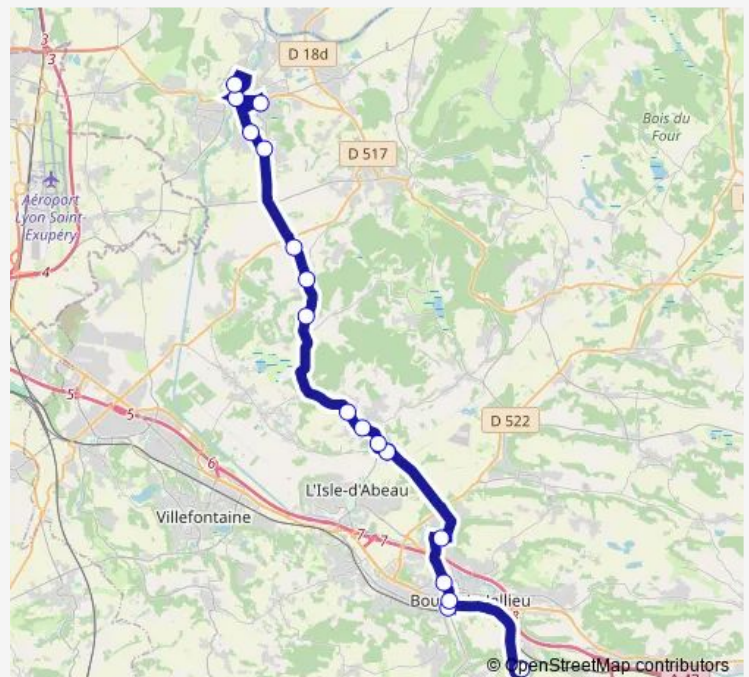 3
3
D 18d
Bois du
Four
D 517
Aéroport
Lyon Saint-
Exupéry
4
5
5
D 522
6
L'Isle-d'Abeau
Villefontaine
7
7
8
© OpenStreetMap contributors